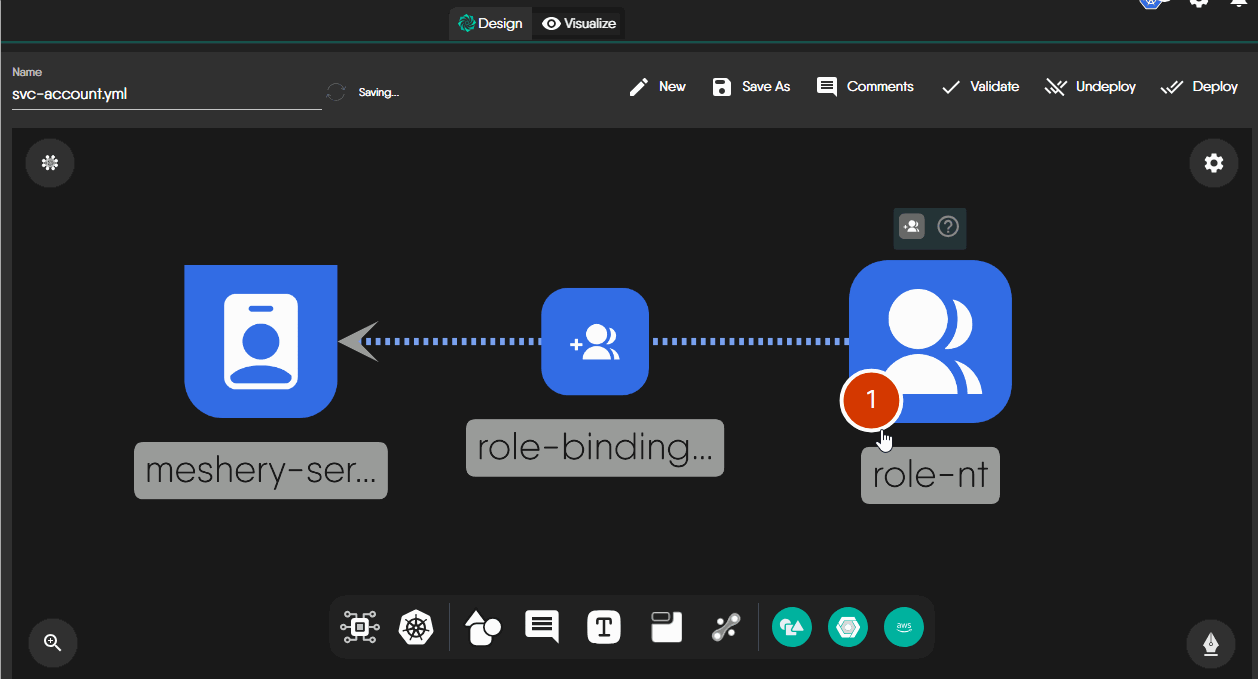 Design
Visualize
Name
svc-account.yml
Saving...
New
Save As
Comments
Validate
Undeploy
Deploy
?
1
meshery-ser...
role-binding...
role-nt
T
aws